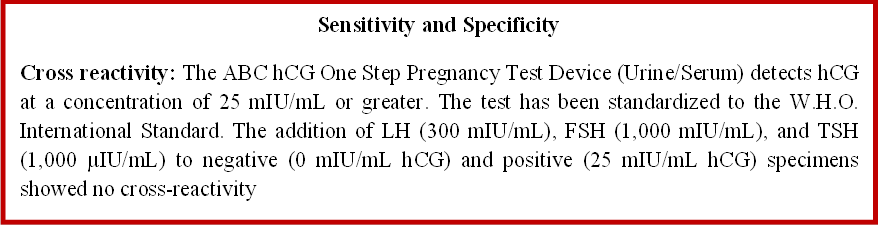 Sensitivity and Specificity
Cross reactivity: The ABC hCG One Step Pregnancy Test Device (Urine/Serum) detects hCG
at a concentration of 25 mIU/mL or greater. The test has been standardized to the W.H.O.
International Standard. The addition of LH (300 mIU/mL), FSH (1,000 mIU/mL), and TSH
(1,000 µIU/mL) to negative (0 mIU/mL hCG) and positive (25 mIU/mL hCG) specimens
showed no cross-reactivity